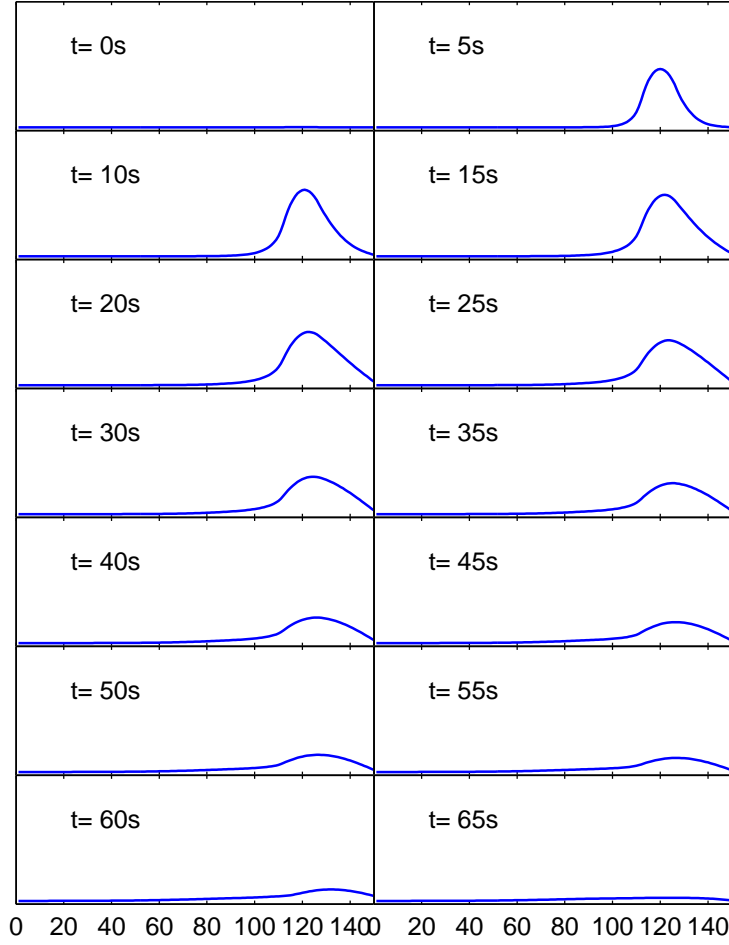 t= 0s t= 5s
t= 10s t= 15s
t= 20s t= 25s
t= 30s t= 35s
t= 40s t= 45s
t= 50s t= 55s
t= 60s t= 65s
0 20 40 60 80 100 120 140 0 20 40 60 80 100 120 140